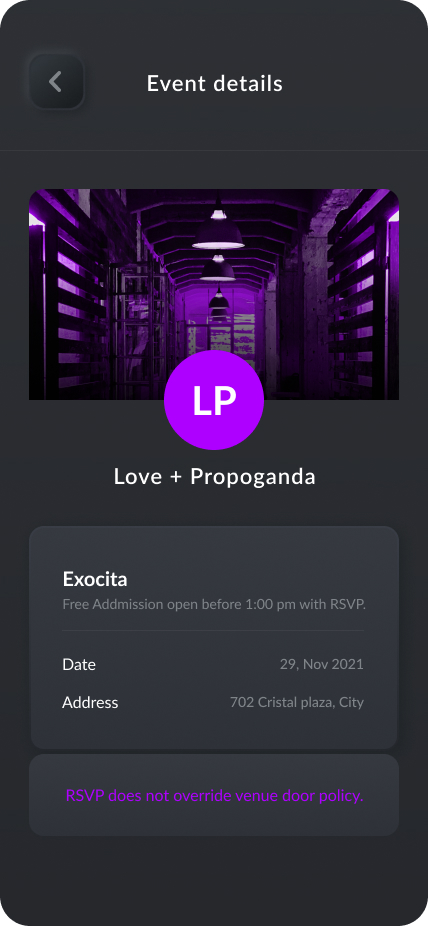 Event details
LP
Love + Propoganda
Exocita
Free Addmission open before 1:00 pm with RSVP.
Date 29, Nov 2021
Address 702 Cristal plaza, City
RSVP does not override venue door policy.